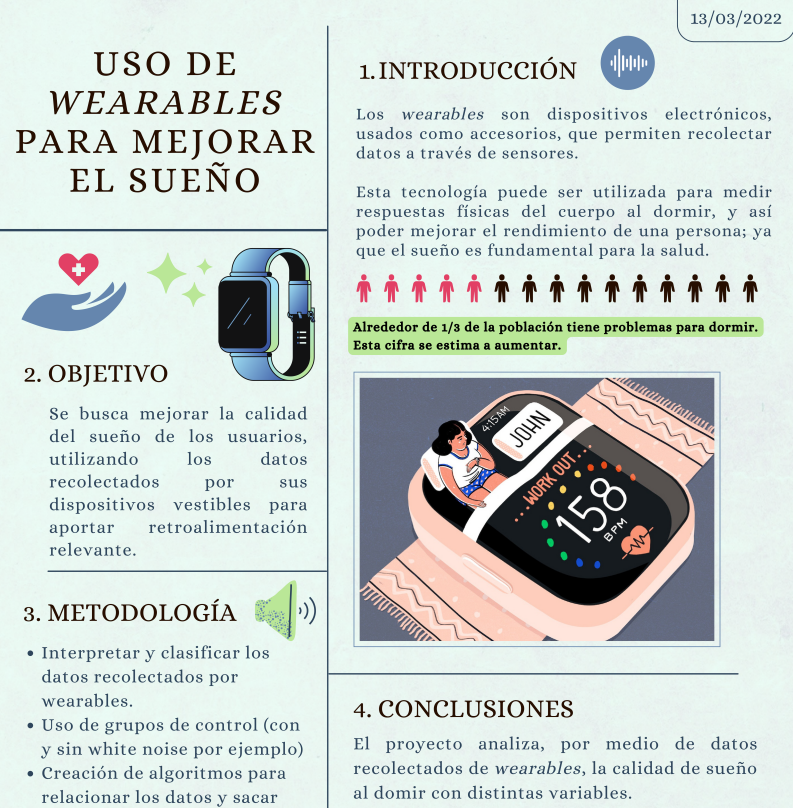 13/03/2022
USO DE
WEARABLES
PARA MEJORAR
EL SUEÑO
1. INTRODUCCIÓN
Los wearables son dispositivos electrónicos,
usados como accesorios, que permiten recolectar
datos a través de sensores.
Esta tecnología puede ser utilizada para medir
respuestas físicas del cuerpo al dormir, y así
poder mejorar el rendimiento de una persona; ya
que el sueño es fundamental para la salud.
Alrededor de 1/3 de la población tiene problemas para dormir.
Esta cifra se estima a aumentar.
4:15 AM
JOHN
...WORK OUT...
158
BPM
2. OBJETIVO
Se busca mejorar la calidad
del sueño de los usuarios,
utilizando los datos
recolectados por sus
dispositivos vestibles para
aportar retroalimentación
relevante.
3. METODOLOGÍA
• Interpretar y clasificar los
datos recolectados por
wearables.
• Uso de grupos de control (con
y sin white noise por ejemplo)
• Creación de algoritmos para
relacionar los datos y sacar
4. CONCLUSIONES
El proyecto analiza, por medio de datos
recolectados de wearables, la calidad de sueño
al domir con distintas variables.